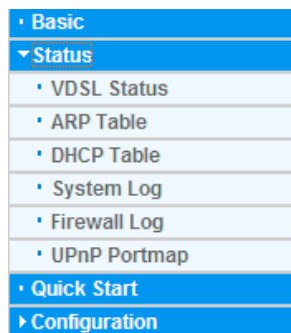 Basic
Status
VDSL Status
ARP Table
DHCP Table
System Log
Firewall Log
UPnP Portmap
Quick Start
Configuration